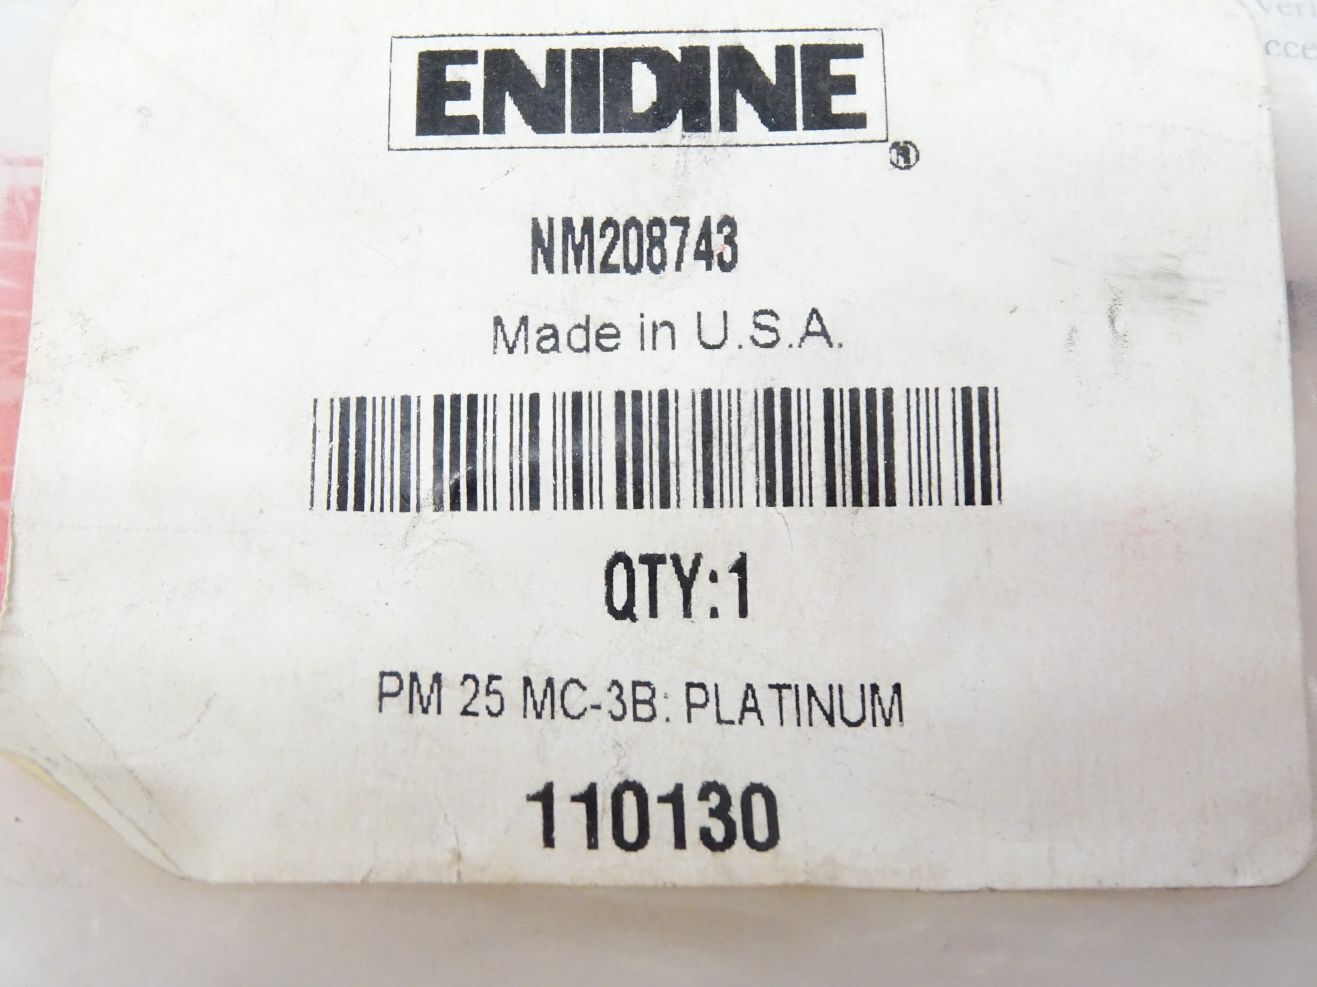 ENIDINE
®
NM208743
Made in U.S.A.
QTY:1
PM 25 MC-3B: PLATINUM
110130